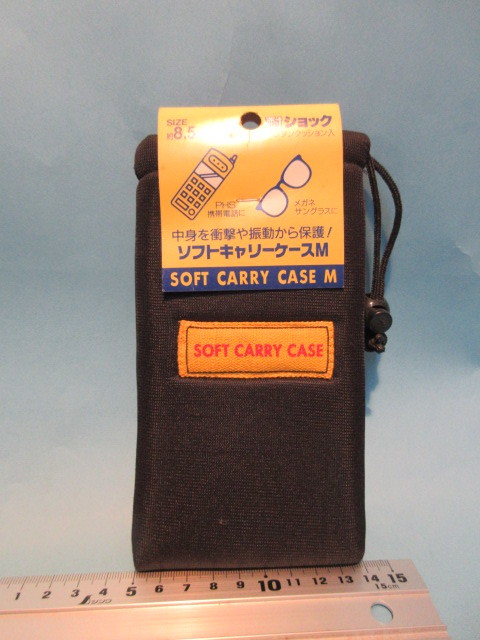 SIZE
約8.5
ショック
PHS
携帯電話に
メガネ
サングラスに
中身を衝撃や振動から保護!
ソフトキャリーケースM
SOFT CARRY CASE M
SOFT CARRY CASE
1 2 3 4 5 6 7 8 9 10 11 12 13 14 15
15cm